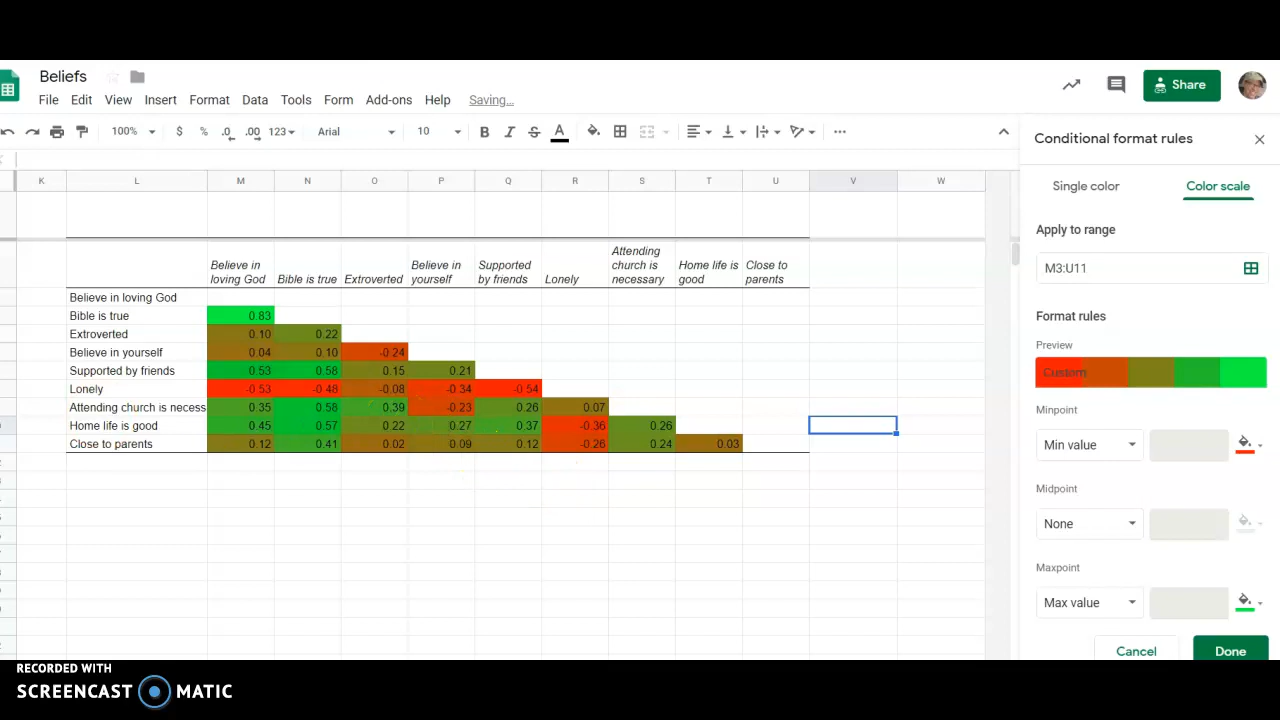 Beliefs
File Edit View Insert Format Data Tools Form Add-ons Help Saving...
Share
100% $ % .0 .00 123 Arial 10 B I S A ...
Conditional format rules
K L M N O P Q R S T U V W
Single color Color scale
Apply to range
M3:U11
Believe in loving God Bible is true Extroverted Believe in yourself Supported by friends Lonely Attending church is necessary Home life is good Close to parents
Believe in loving God
Bible is true 0.83
Extroverted 0.10 0.22
Believe in yourself 0.04 0.10 -0.24
Supported by friends 0.53 0.58 0.15 0.21
Lonely -0.53 -0.48 -0.08 -0.34 -0.54
Attending church is necess 0.35 0.58 0.39 -0.23 0.26 0.07
Home life is good 0.45 0.57 0.22 0.27 0.37 -0.36 0.26
Close to parents 0.12 0.41 0.02 0.09 0.12 -0.26 0.24 0.03
Format rules
Preview
Custom
Minpoint
Min value
Midpoint
None
Maxpoint
Max value
Cancel Done
RECORDED WITH
SCREENCAST MATIC